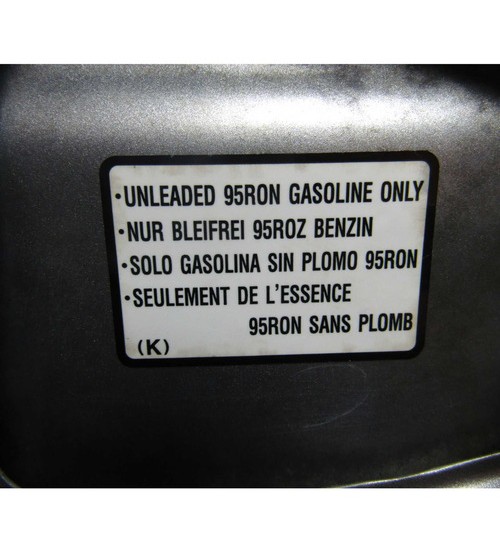 ·UNLEADED 95RON GASOLINE ONLY
·NUR BLEIFREI 95ROZ BENZIN
·SOLO GASOLINA SIN PLOMO 95RON
·SEULEMENT DE L'ESSENCE
95RON SANS PLOMB
(K)